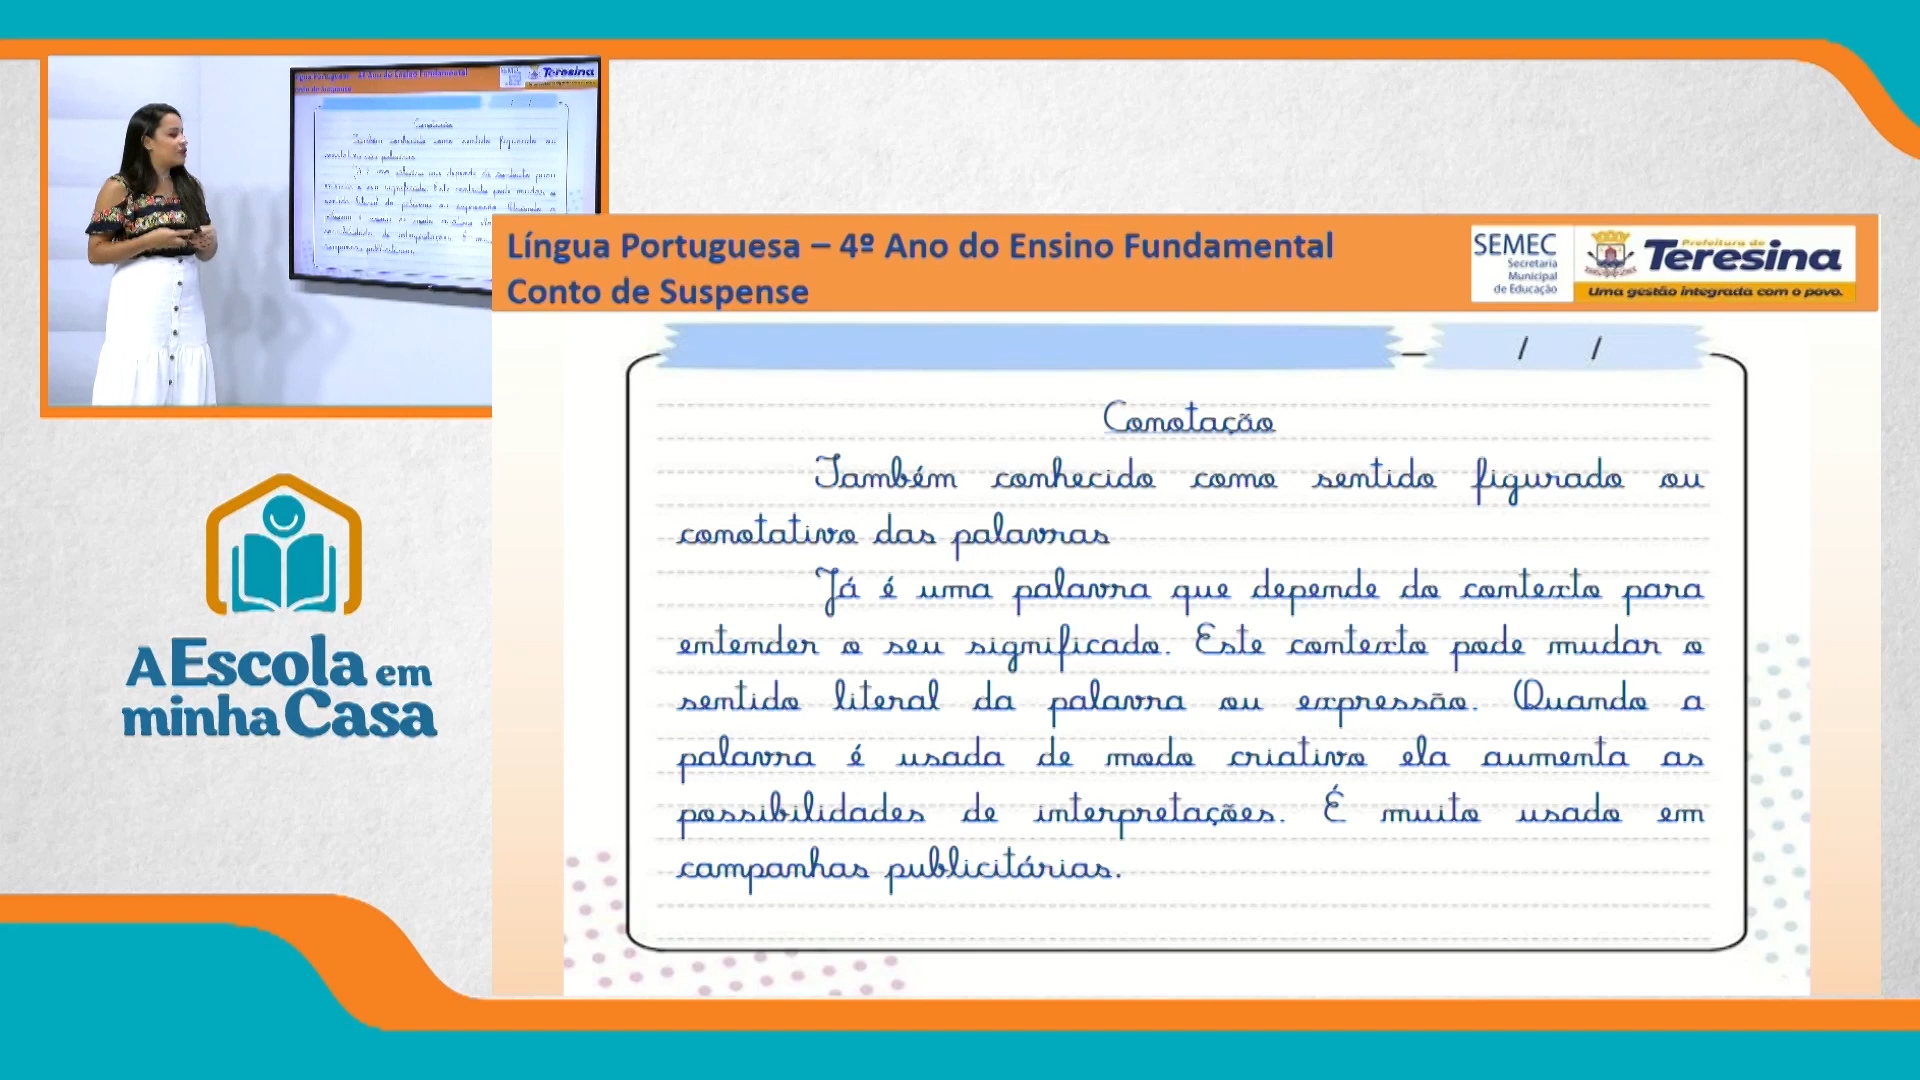 Língua Portuguesa – 4º Ano do Ensino Fundamental
Conto de Suspense
SEMEC
Secretaria
Municipal
de Educação
Prefeitura de
Teresina
Uma gestão integrada com o povo.
/ /
Conotação
Também conhecido como sentido figurado ou
conotativo das palavras
Já é uma palavra que depende do contexto para
entender o seu significado. Este contexto pode mudar o
sentido literal da palavra ou expressão. Quando a
palavra é usada de modo criativo ela aumenta as
possibilidades de interpretações. É muito usado em
campanhas publicitárias.
A Escola em
minha Casa